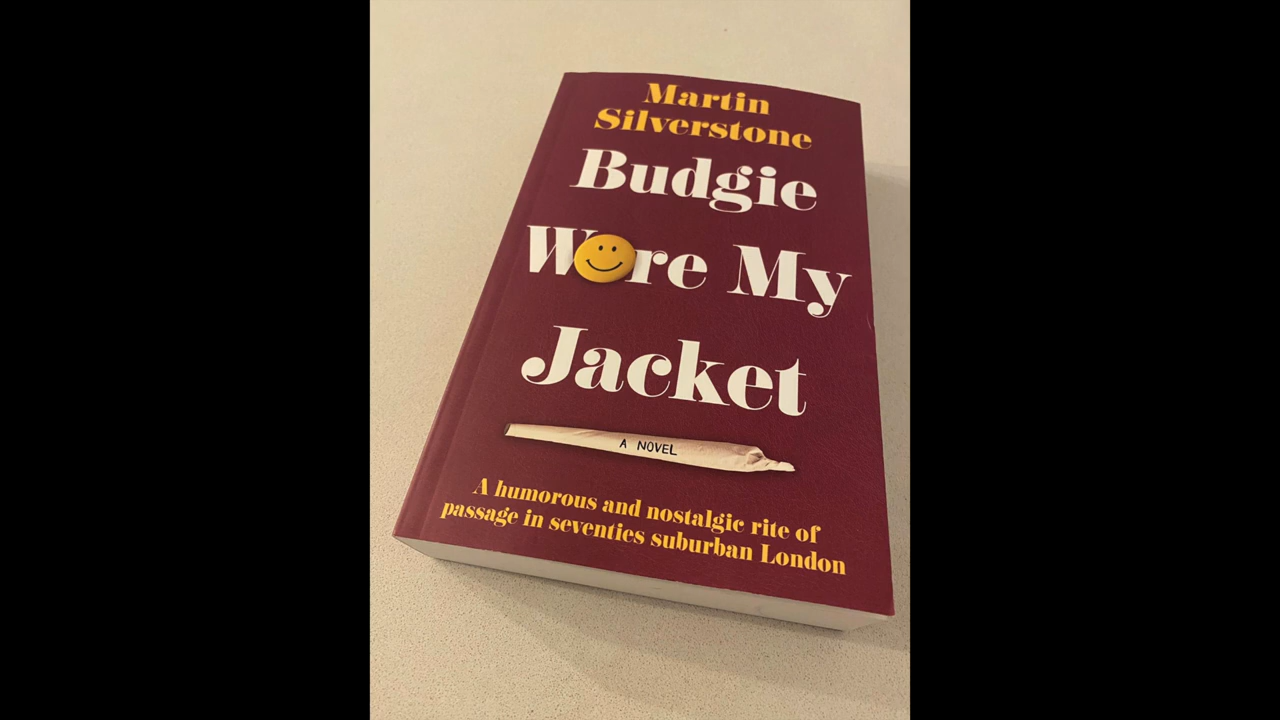 Martin
Silverstone
Budgie
Wore My
Jacket
A NOVEL
A humorous and nostalgic rite of
passage in seventies suburban London